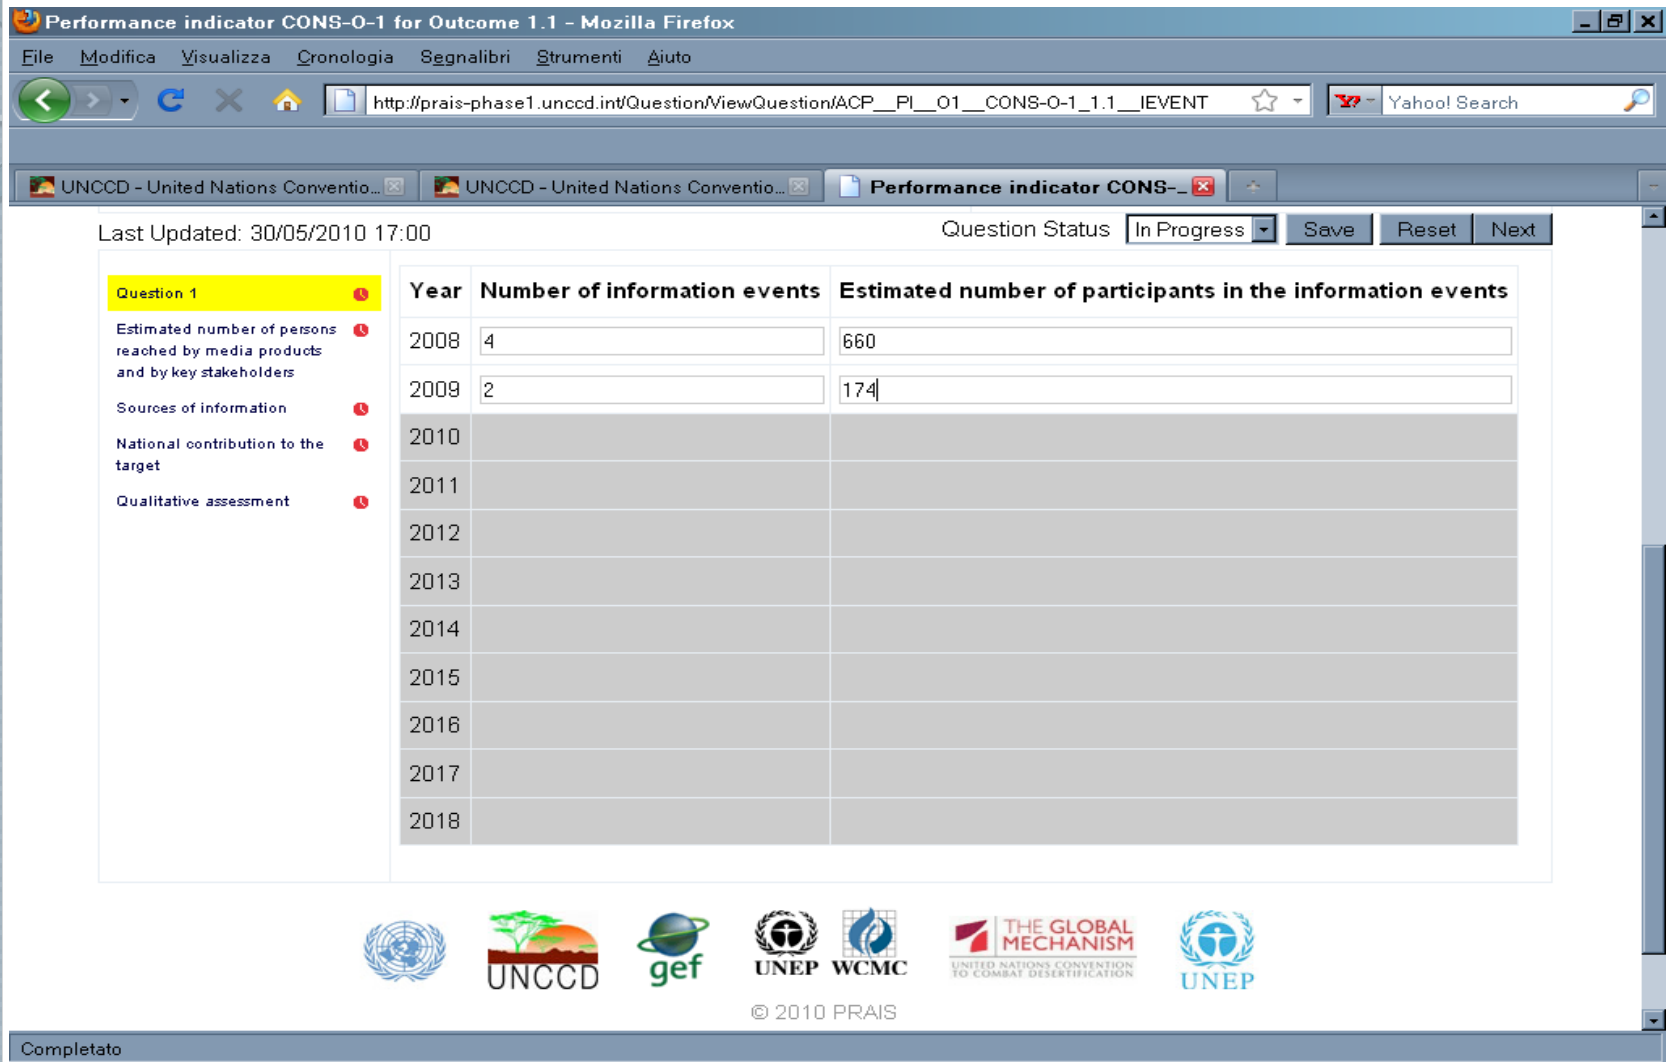 Performance indicator CONS-O-1 for Outcome 1.1 - Mozilla Firefox
File Modifica Visualizza Cronologia Segnalibri Strumenti Aiuto
http://prais-phase1.unccd.int/Question/ViewQuestion/ACP__PI__O1__CONS-O-1_1.1__IEVENT Yahoo! Search
UNCCD - United Nations Conventio... UNCCD - United Nations Conventio... Performance indicator CONS-...
Last Updated: 30/05/2010 17:00 Question Status In Progress Save Reset Next
Question 1
Estimated number of persons
reached by media products
and by key stakeholders
Sources of information
National contribution to the
target
Qualitative assessment
Year Number of information events Estimated number of participants in the information events
2008 4 660
2009 2 174
2010
2011
2012
2013
2014
2015
2016
2017
2018
UNCCD
gef
UNEP WCMC
THE GLOBAL
MECHANISM
UNITED NATIONS CONVENTION
TO COMBAT DESERTIFICATION
UNEP
© 2010 PRAIS
Completato